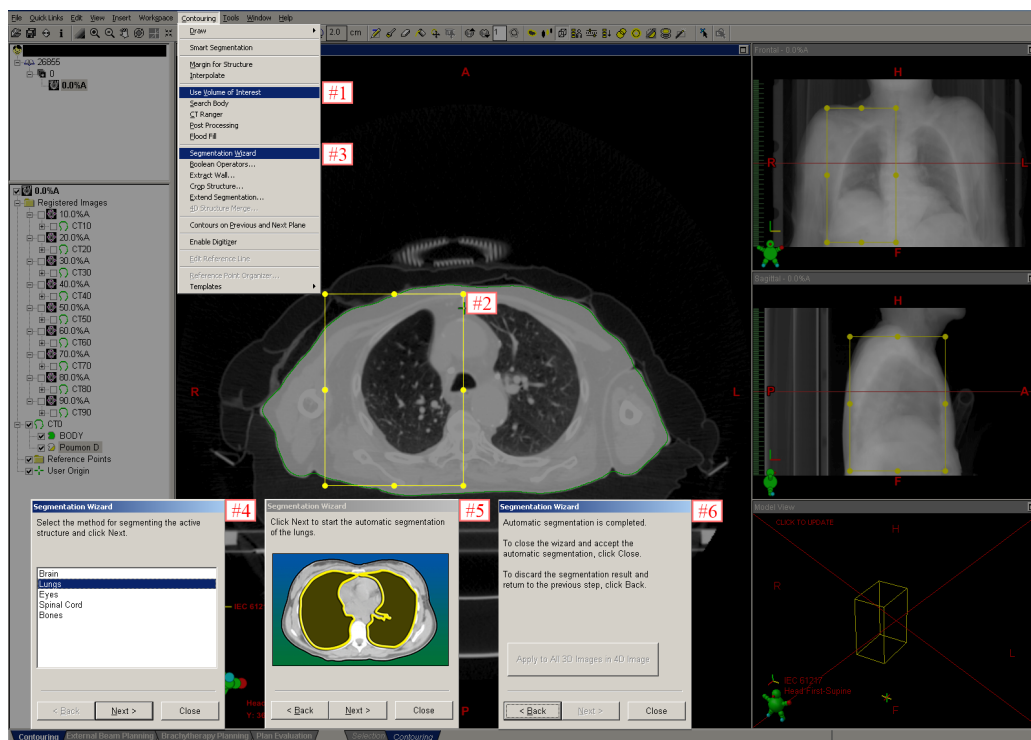 File Quick Links Edit View Insert Workspace Contouring Tools Window Help
2.0 cm
1
Draw
Smart Segmentation
Margin for Structure
Interpolate
Use Volume of Interest
#1
Search Body
CT Ranger
Post Processing
Flood Fill
Segmentation Wizard
#3
Boolean Operators...
Extract Wall...
Crop Structure...
Extend Segmentation...
4D Structure Merge...
Contours on Previous and Next Plane
Enable Digitizer
Edit Reference Line
Reference Point Organizer...
Templates
26855
0
0.0%A
0.0%A
Registered Images
10.0%A
CT10
20.0%A
CT20
30.0%A
CT30
40.0%A
CT40
50.0%A
CT50
60.0%A
CT60
70.0%A
CT70
80.0%A
CT80
90.0%A
CT90
CT0
BODY
Poumon D
Reference Points
User Origin
A
#2
R
L
P
IEC 612
Head
Y: 3
Frontal - 0.0%A
H
R
L
F
Sagittal - 0.0%A
H
P
A
F
Model View
CLICK TO UPDATE
H
R
L
F
IEC 61217
Head First-Supine
Segmentation Wizard
#4
Select the method for segmenting the active
structure and click Next.
Brain
Lungs
Eyes
Spinal Cord
Bones
< Back Next > Close
Segmentation Wizard
#5
Click Next to start the automatic segmentation
of the lungs.
< Back Next > Close
Segmentation Wizard
#6
Automatic segmentation is completed.
To close the wizard and accept the
automatic segmentation, click Close.
To discard the segmentation result and
return to the previous step, click Back.
Apply to All 3D Images in 4D Image
< Back Next > Close
Contouring External Beam Planning Brachytherapy Planning Plan Evaluation Selection Contouring